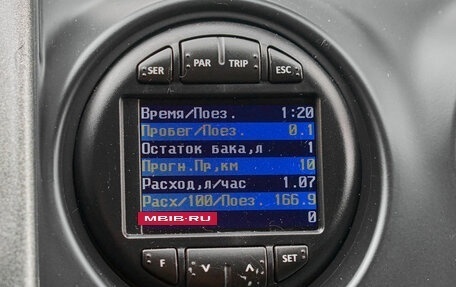 SER
PAR TRIP
ESC
Время/Поез. 1:20
Пробег/Поез. 0.1
Остаток бака,л 1
Прогн.Пр,км 10
Расход,л/час 1.07
Расх/100/Поез. 166.9
MBIB-RU 0
F
SET